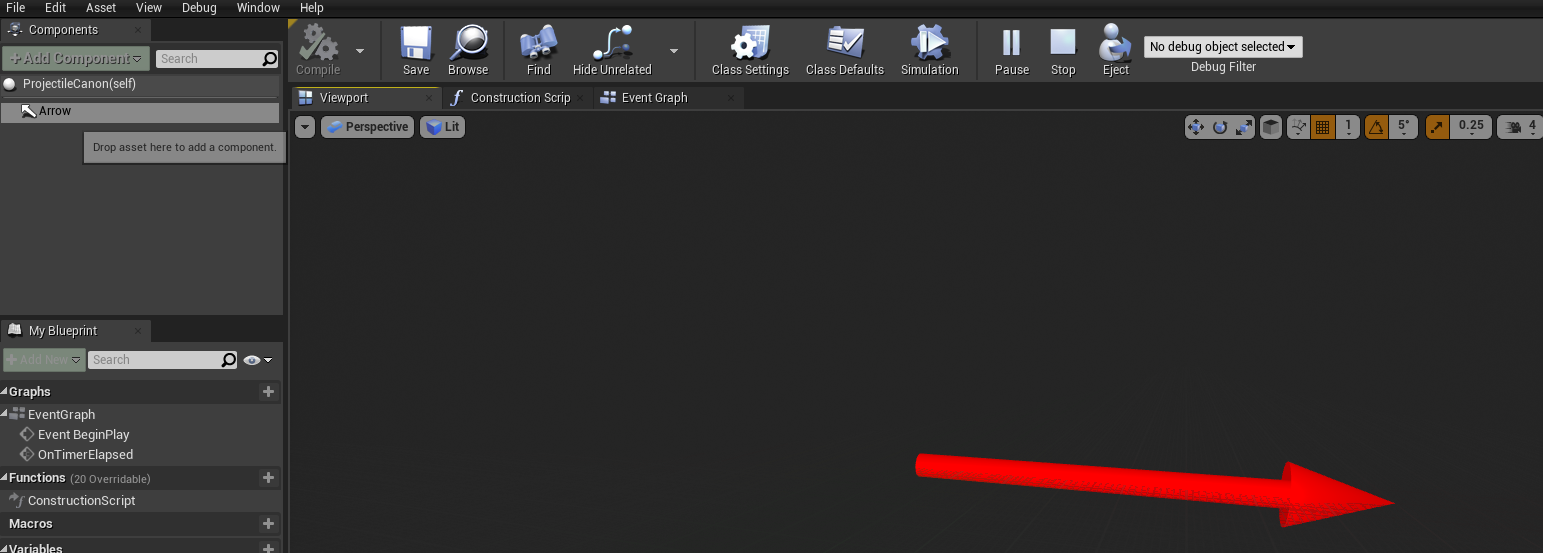 File Edit Asset View Debug Window Help
Components
+Add Component Search
ProjectileCanon(self)
Arrow
Drop asset here to add a component.
My Blueprint
+Add New Search
Graphs
EventGraph
Event BeginPlay
OnTimerElapsed
Functions (20 Overridable)
ConstructionScript
Macros
Variables
Compile Save Browse Find Hide Unrelated Class Settings Class Defaults Simulation Pause Stop Eject
No debug object selected
Debug Filter
Viewport Construction Scrip Event Graph
Perspective Lit 1 5° 0.25 4